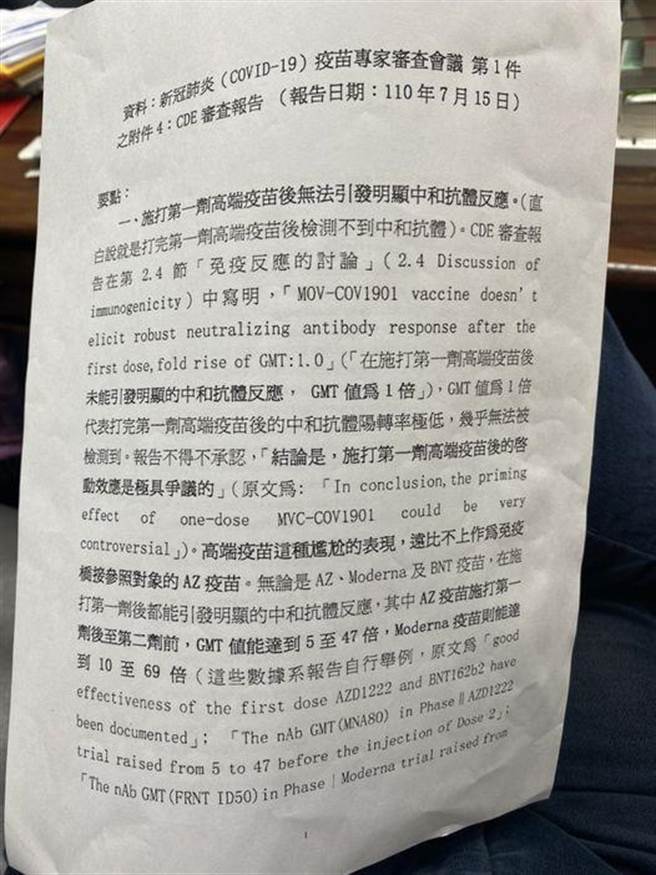 資料：新冠肺炎（COVID-19）疫苗專家審查會議 第1件
之附件4：CDE審查報告 （報告日期：110年7月15日）
要點：
一、施打第一劑高端疫苗後無法引發明顯中和抗體反應。（直
白說就是打完第一劑高端疫苗後檢測不到中和抗體）。CDE審查報
告在第 2.4 節「免疫反應的討論」（2.4 Discussion of
immunogenicity）中寫明，「MOV-COV1901 vaccine doesn't
elicit robust neutralizing antibody response after the
first dose,fold rise of GMT:1.0」（「在施打第一劑高端疫苗後
未能引發明顯的中和抗體反應， GMT值爲1倍」），GMT值爲1倍
代表打完第一劑高端疫苗後的中和抗體陽轉率極低，幾乎無法被
檢測到。報告不得不承認，「結論是，施打第一劑高端疫苗後的啓
動效應是極具爭議的」（原文爲：「In conclusion,the priming
effect of one-dose MVC-COV1901 could be very
controversial」）。高端疫苗這種尷尬的表現，遠比不上作爲免疫
橋接參照對象的AZ疫苗。無論是AZ、Moderna及BNT疫苗，在施
打第一劑後都能引發明顯的中和抗體反應，其中AZ疫苗施打第一
劑後至第二劑前，GMT值能達到5至47倍，Moderna疫苗則能達
到10至69倍（這些數據系報告自行舉例，原文爲「good
effectiveness of the first dose AZD1222 and BNT162b2 have
been documented」；「The nAb GMT(MNA80) in Phase‖AZD1222
trial raised from 5 to 47 before the injection of Dose 2」；
「The nAb GMT(FRNT ID50)in Phase｜Moderna trial raised from
1